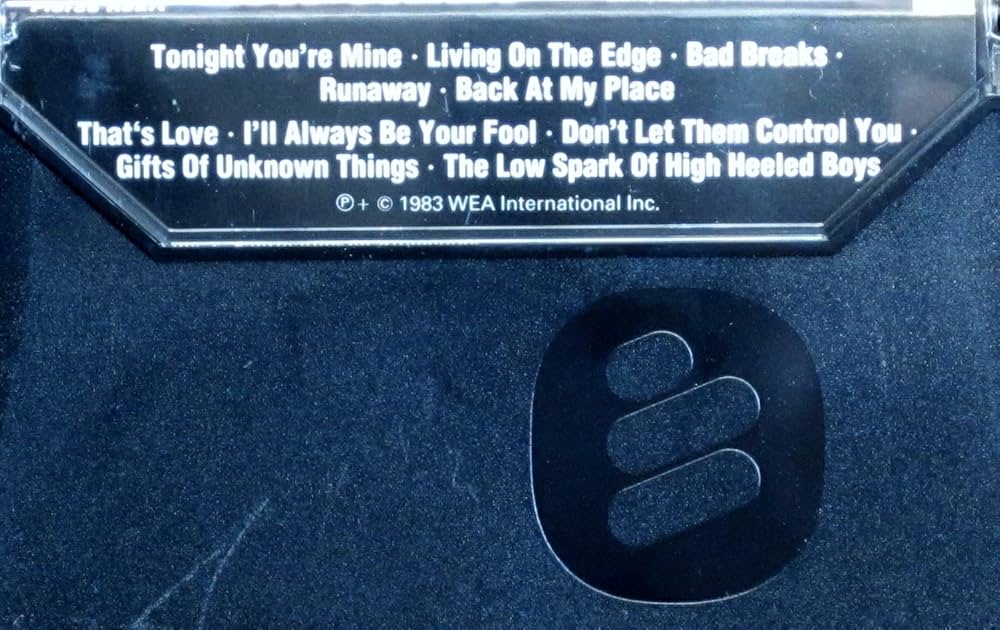 Tonight You're Mine · Living On The Edge · Bad Breaks ·
Runaway · Back At My Place
That's Love · I'll Always Be Your Fool · Don't Let Them Control You ·
Gifts Of Unknown Things · The Low Spark Of High Heeled Boys
℗ + © 1983 WEA International Inc.